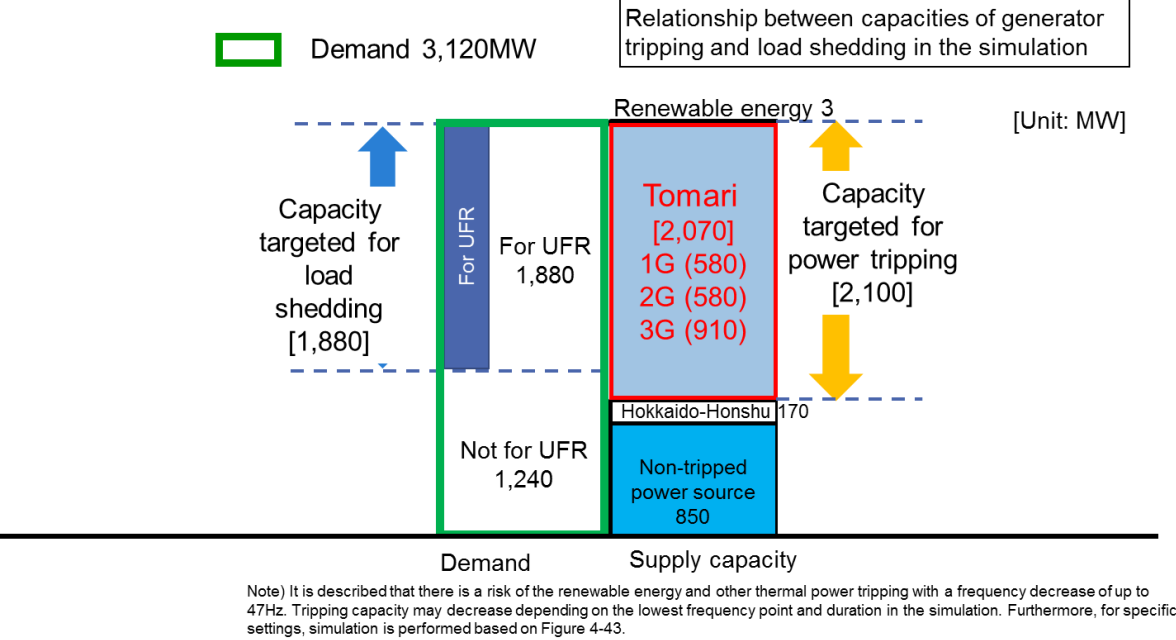 Relationship between capacities of generator
tripping and load shedding in the simulation
Demand 3,120MW
Renewable energy 3
[Unit: MW]
Capacity
targeted for
load
shedding
[1,880]
For UFR
For UFR
1,880
Tomari
[2,070]
1G (580)
2G (580)
3G (910)
Capacity
targeted for
power tripping
[2,100]
Hokkaido-Honshu 170
Not for UFR
1,240
Non-tripped
power source
850
Demand
Supply capacity
Note) It is described that there is a risk of the renewable energy and other thermal power tripping with a frequency decrease of up to
47Hz. Tripping capacity may decrease depending on the lowest frequency point and duration in the simulation. Furthermore, for specific
settings, simulation is performed based on Figure 4-43.